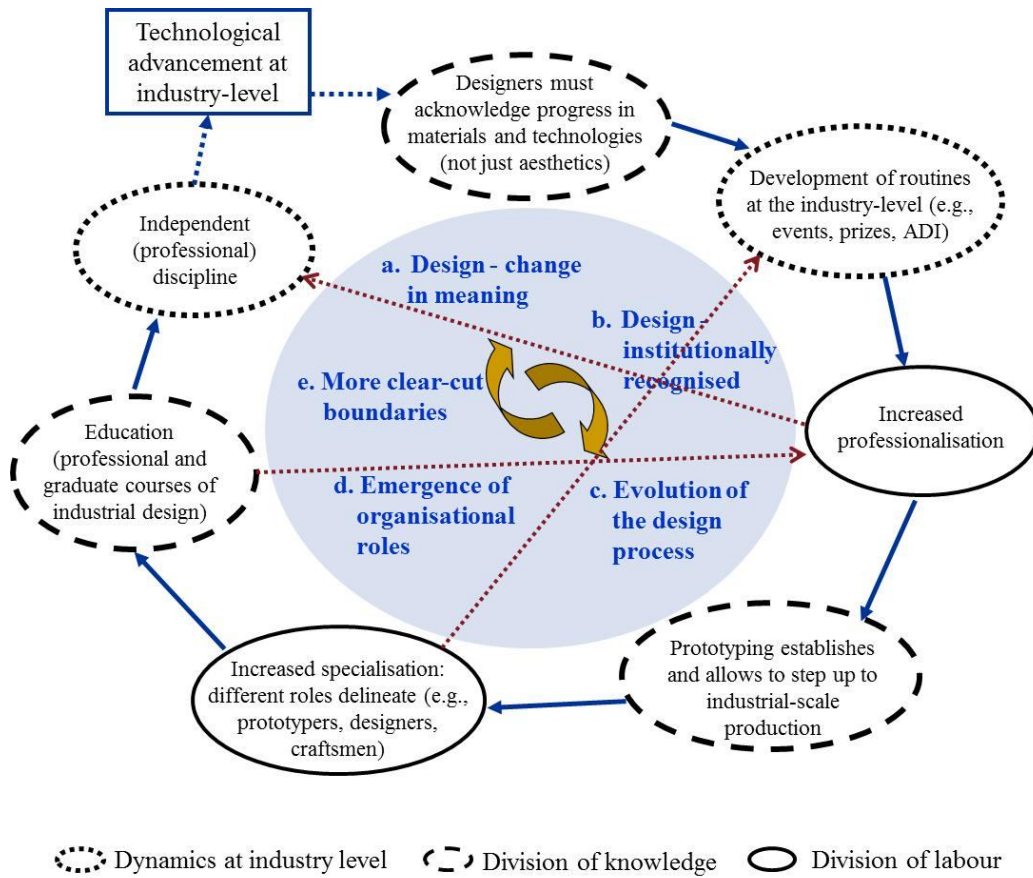 Technological
advancement at
industry-level
Designers must
acknowledge progress in
materials and technologies
(not just aesthetics)
Development of routines
at the industry-level (e.g.,
events, prizes, ADI)
Independent
(professional)
discipline
a. Design - change
in meaning
b. Design -
institutionally
recognised
e. More clear-cut
boundaries
Increased
professionalisation
Education
(professional and
graduate courses of
industrial design)
d. Emergence of
organisational
roles
c. Evolution of
the design
process
Increased specialisation:
different roles delineate (e.g.,
prototypers, designers,
craftsmen)
Prototyping establishes
and allows to step up to
industrial-scale
production
Dynamics at industry level
Division of knowledge
Division of labour